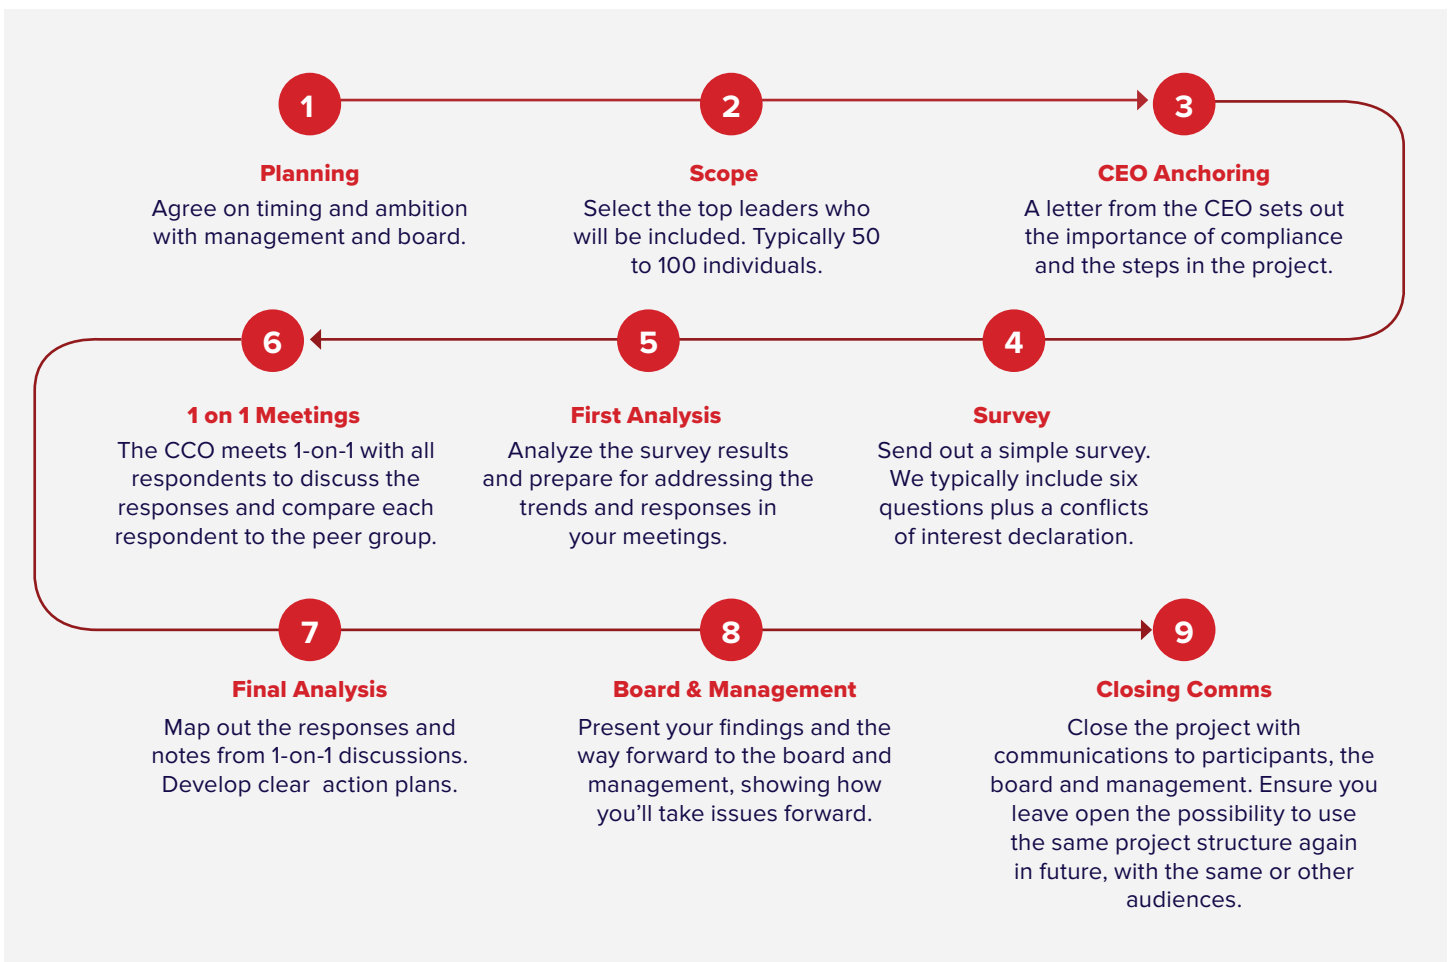 1
Planning
Agree on timing and ambition
with management and board.
2
Scope
Select the top leaders who
will be included. Typically 50
to 100 individuals.
3
CEO Anchoring
A letter from the CEO sets out
the importance of compliance
and the steps in the project.
4
Survey
Send out a simple survey.
We typically include six
questions plus a conflicts
of interest declaration.
5
First Analysis
Analyze the survey results
and prepare for addressing the
trends and responses in
your meetings.
6
1 on 1 Meetings
The CCO meets 1-on-1 with all
respondents to discuss the
responses and compare each
respondent to the peer group.
7
Final Analysis
Map out the responses and
notes from 1-on-1 discussions.
Develop clear  action plans.
8
Board & Management
Present your findings and the
way forward to the board and
management, showing how
you’ll take issues forward.
9
Closing Comms
Close the project with
communications to participants, the
board and management. Ensure you
leave open the possibility to use
the same project structure again
in future, with the same or other
audiences.